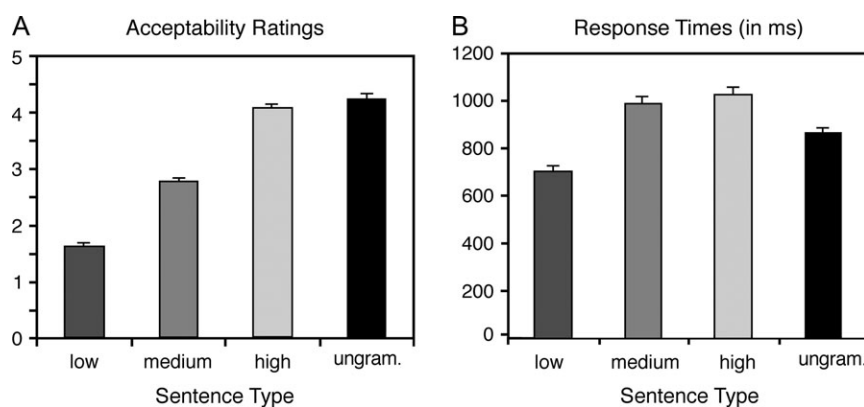 A
Acceptability Ratings
5
4
3
2
1
0
low medium high ungram.
Sentence Type
B
Response Times (in ms)
1200
1000
800
600
400
200
0
low medium high ungram.
Sentence Type